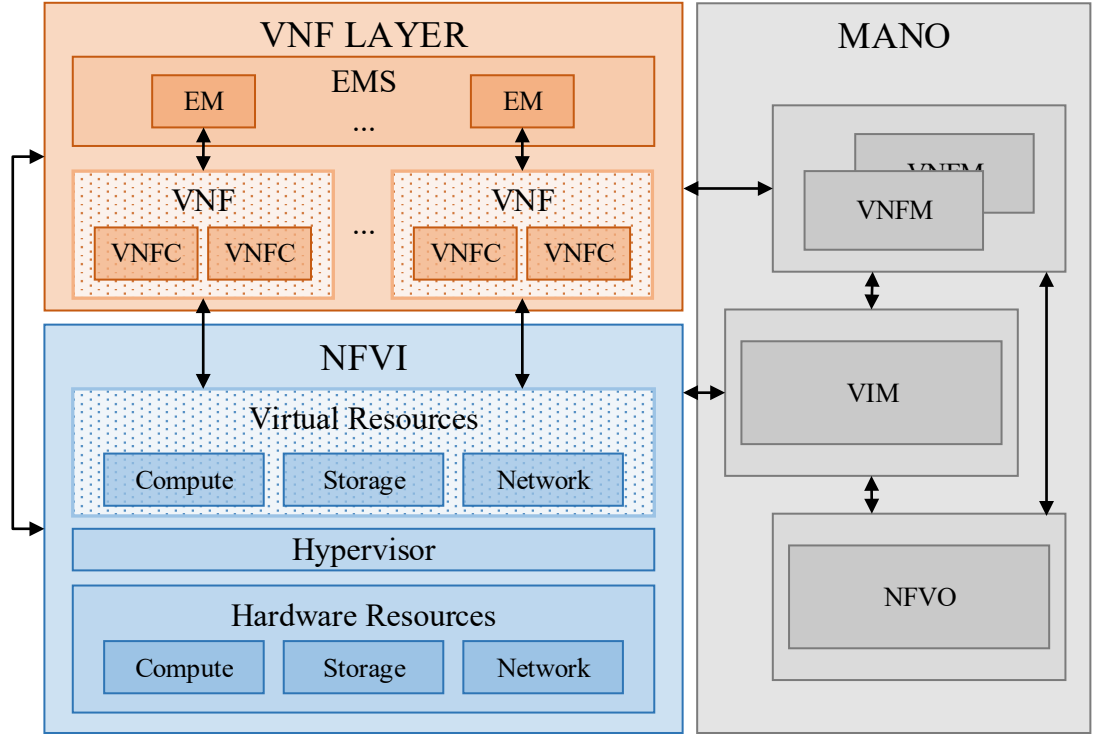 VNF LAYER
EMS
EM
EM
...
VNF
VNF
...
VNFC
VNFC
VNFC
VNFC
NFVI
Virtual Resources
Compute
Storage
Network
Hypervisor
Hardware Resources
Compute
Storage
Network
MANO
VNFM
VNFM
VIM
NFVO